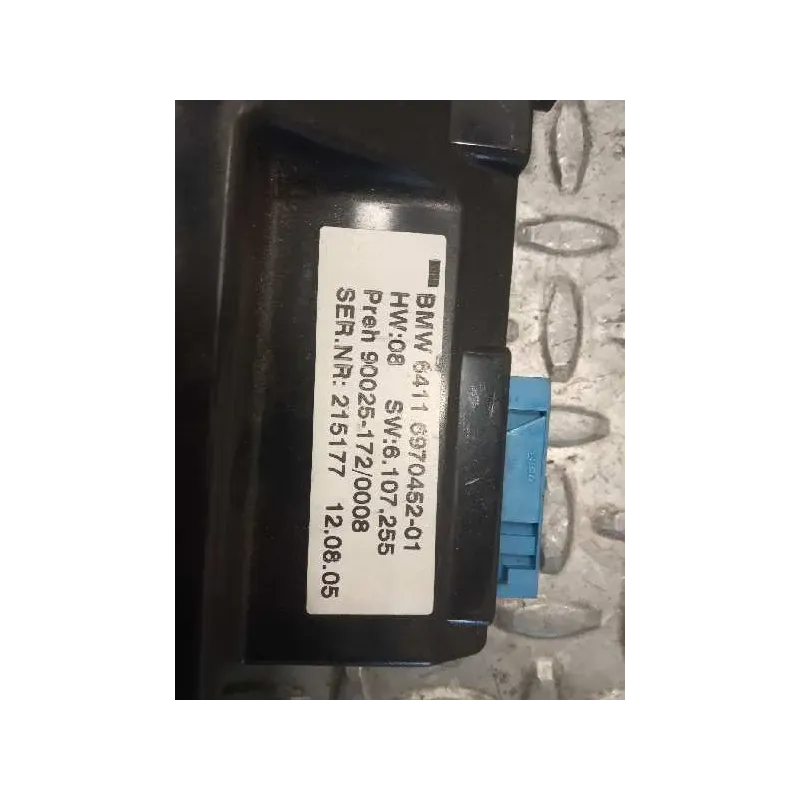 BMW 6411 6970452-01
HW:08 SW:6.107.255
Preh 90025-172/0008
SER.NR: 215177 12.08.05